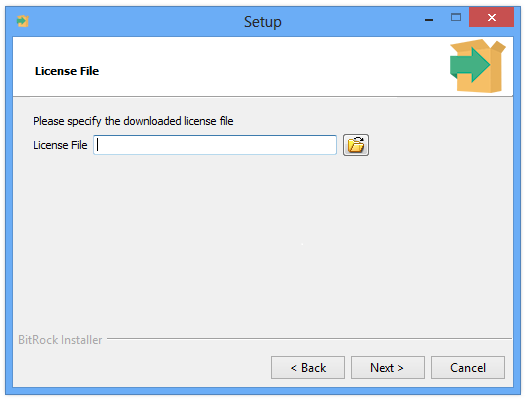 Setup
License File
Please specify the downloaded license file
License File
BitRock Installer
< Back
Next >
Cancel